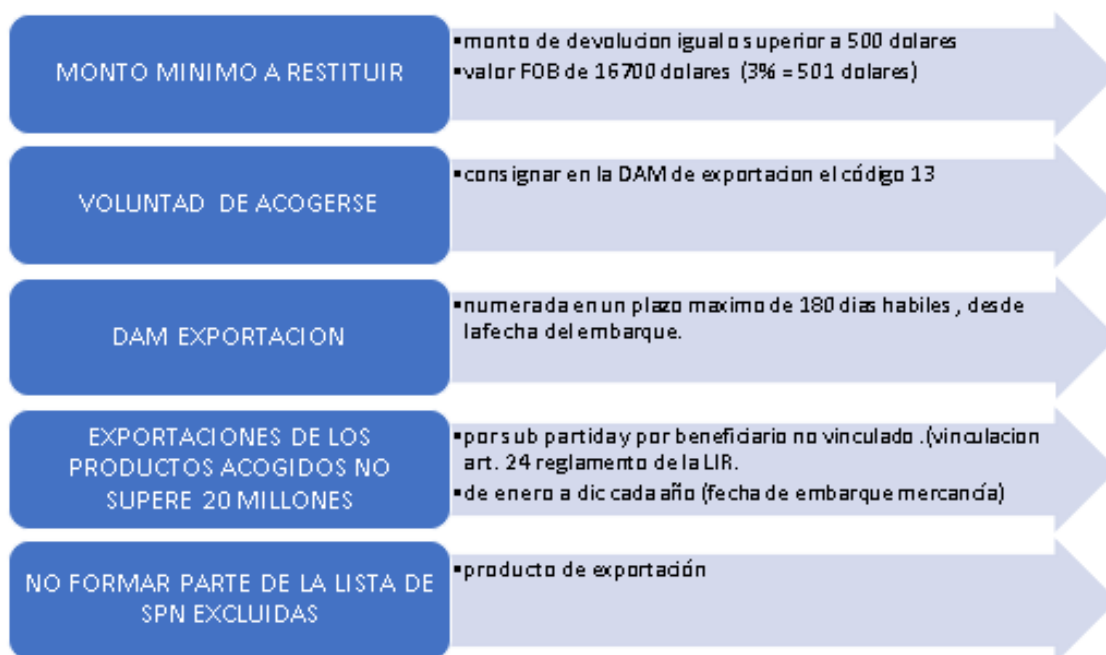 MONTO MINIMO A RESTITUIR
▪monto de devolucion igual o superior a 500 dolares
▪valor FOB de 16700 dolares (3% = 501 dolares)
VOLUNTAD DE ACOGERSE
▪consignar en la DAM de exportacion el código 13
DAM EXPORTACION
▪numerada en un plazo maximo de 180 dias habiles , desde
lafecha del embarque.
EXPORTACIONES DE LOS
PRODUCTOS ACOGIDOS NO
SUPERE 20 MILLONES
▪por sub partida y por beneficiario no vinculado .(vinculacion
art. 24 reglamento de la LIR.
▪de enero a dic cada año (fecha de embarque mercancía)
NO FORMAR PARTE DE LA LISTA DE
SPN EXCLUIDAS
▪producto de exportación